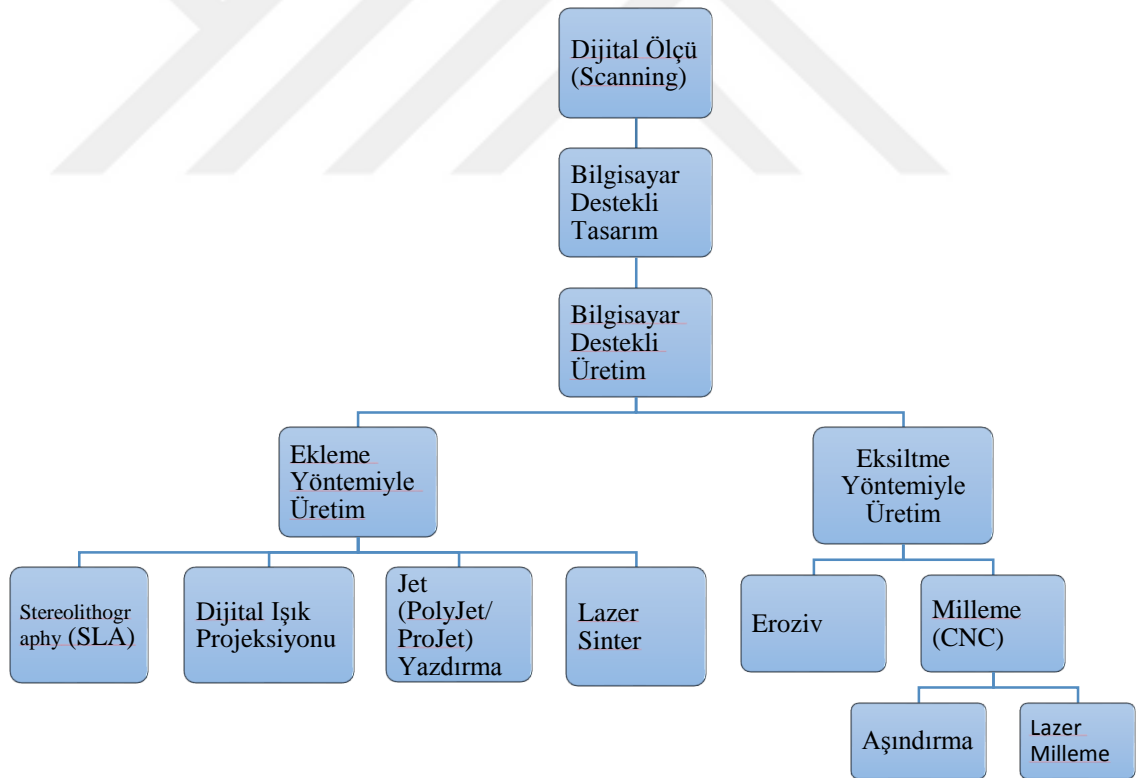 Dijital Ölçü
(Scanning)
Bilgisayar
Destekli
Tasarım
Bilgisayar
Destekli
Üretim
Ekleme
Yöntemiyle
Üretim
Eksiltme
Yöntemiyle
Üretim
Stereolithogr
aphy (SLA)
Dijital Işık
Projeksiyonu
Jet
(PolyJet/
ProJet)
Yazdırma
Lazer
Sinter
Eroziv
Milleme
(CNC)
Aşındırma
Lazer
Milleme